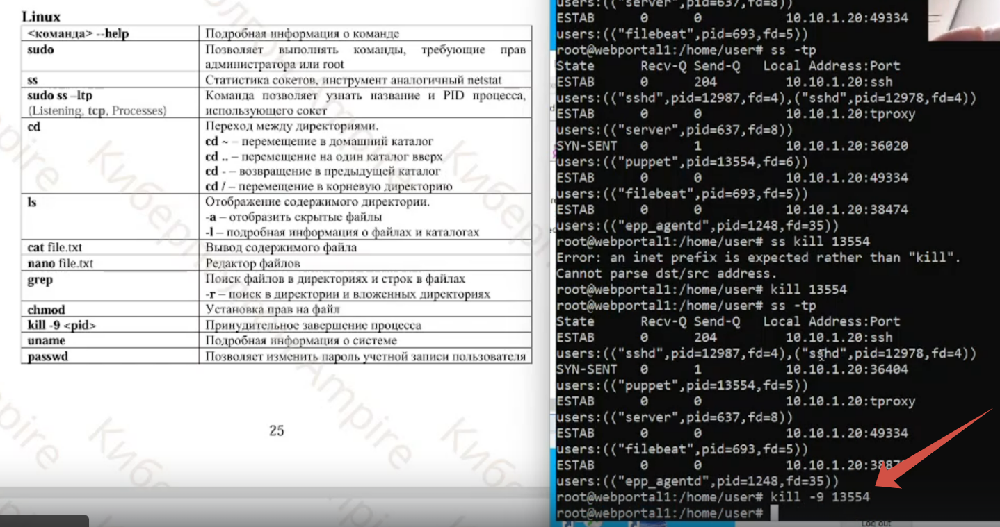 Linux
<команда> --help
Подробная информация о команде
sudo
Позволяет выполнять команды, требующие прав
администратора или root
ss
Статистика сокетов, инструмент аналогичный netstat
sudo ss –ltp
(Listening, tcp, Processes)
Команда позволяет узнать название и PID процесса,
использующего сокет
cd
Переход между директориями.
cd ~ – перемещение в домашний каталог
cd .. – перемещение на один каталог вверх
cd - – возвращение в предыдущей каталог
cd / – перемещение в корневую директорию
ls
Отображение содержимого директории.
-a – отобразить скрытые файлы
-l – подробная информация о файлах и каталогах
cat file.txt
Вывод содержимого файла
nano file.txt
Редактор файлов
grep
Поиск файлов в директориях и строк в файлах
-r – поиск в директории и вложенных директориях
chmod
Установка прав на файл
kill -9 <pid>
Принудительное завершение процесса
uname
Подробная информация о системе
passwd
Позволяет изменить пароль учетной записи пользователя
25
users:(("server",pid=637,fd=8))
ESTAB 0 0 10.10.1.20:49334
users:(("filebeat",pid=693,fd=5))
root@webportal1:/home/user# ss -tp
State Recv-Q Send-Q Local Address:Port
ESTAB 0 204 10.10.1.20:ssh
users:(("sshd",pid=12987,fd=4),("sshd",pid=12978,fd=4))
ESTAB 0 0 10.10.1.20:tproxy
users:(("server",pid=637,fd=8))
SYN-SENT 0 1 10.10.1.20:36020
users:(("puppet",pid=13554,fd=6))
ESTAB 0 0 10.10.1.20:49334
users:(("filebeat",pid=693,fd=5))
ESTAB 0 0 10.10.1.20:38474
users:(("epp_agentd",pid=1248,fd=35))
root@webportal1:/home/user# ss kill 13554
Error: an inet prefix is expected rather than "kill".
Cannot parse dst/src address.
root@webportal1:/home/user# kill 13554
root@webportal1:/home/user# ss -tp
State Recv-Q Send-Q Local Address:Port
ESTAB 0 204 10.10.1.20:ssh
users:(("sshd",pid=12987,fd=4),("sshd",pid=12978,fd=4))
SYN-SENT 0 1 10.10.1.20:36404
users:(("puppet",pid=13554,fd=5))
ESTAB 0 0 10.10.1.20:tproxy
users:(("server",pid=637,fd=8))
ESTAB 0 0 10.10.1.20:49334
users:(("filebeat",pid=693,fd=5))
ESTAB 0 0
users:(("epp_agentd",pid=1248,fd=35))
root@webportal1:/home/user# kill -9 13554
root@webportal1:/home/user#
Log out